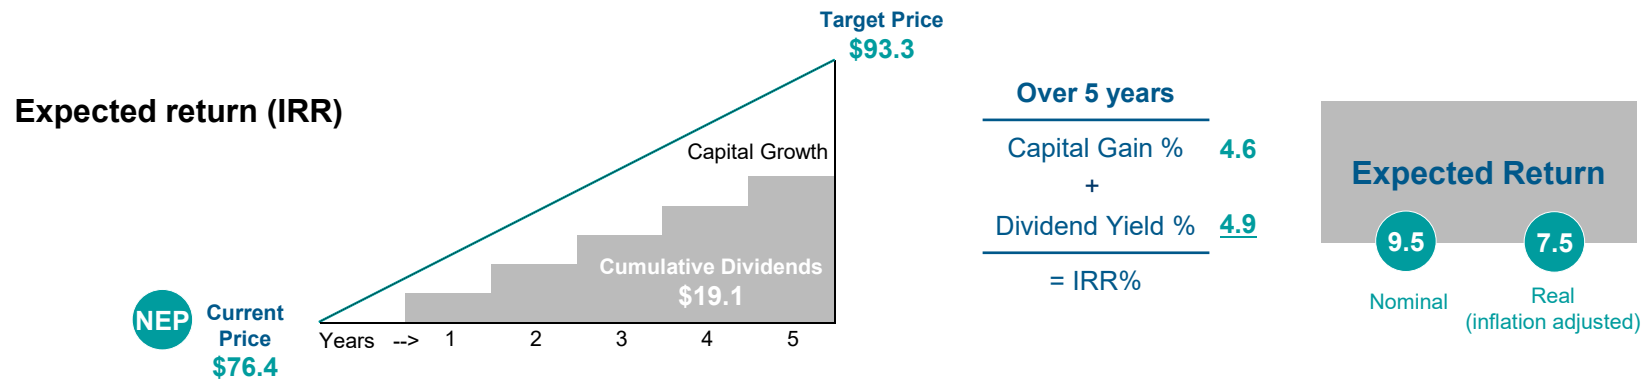 Expected return (IRR)
NEP
Current
Price
$76.4
Target Price
$93.3
Capital Growth
Cumulative Dividends
$19.1
Years --> 1 2 3 4 5
Over 5 years
Capital Gain % 4.6
+
Dividend Yield % 4.9
= IRR%
Expected Return
9.5 7.5
Nominal
Real
(inflation adjusted)